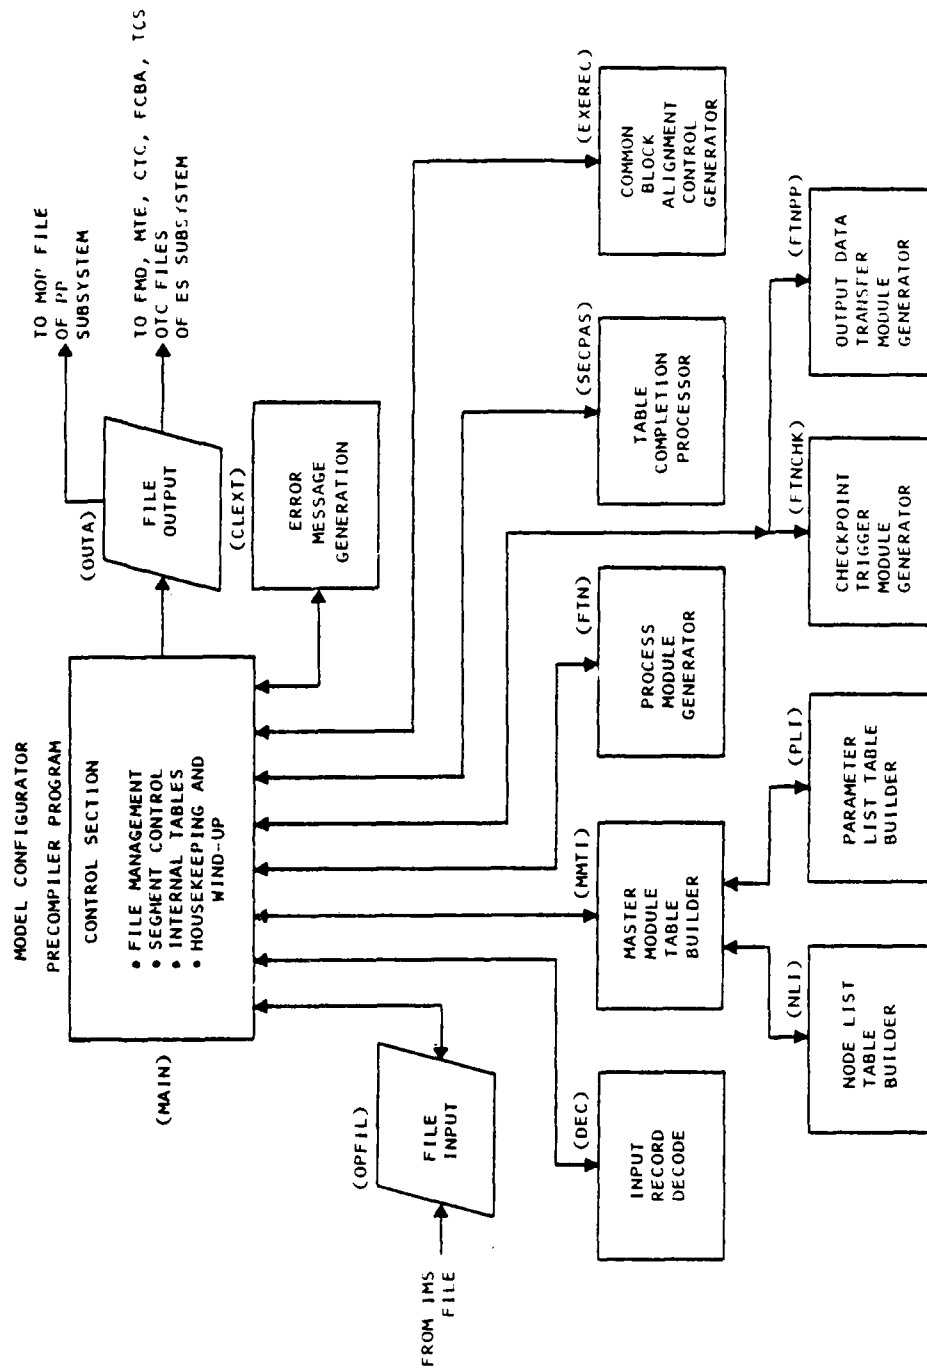 MODEL CONFIGURATOR
PRECOMPILER PROGRAM
CONTROL SECTION
• FILE MANAGEMENT
• SEGMENT CONTROL
• INTERNAL TABLES
• HOUSEKEEPING AND
WIND-UP
(MAIN)
(OUTA)
FILE
OUTPUT
TO MOP FILE
OF PP
SUBSYSTEM
TO FMD, MTE, CTC, FCBA, TCS
OTC FILES
OF ES SUBSYSTEM
(CLEXT)
ERROR
MESSAGE
GENERATION
(OPFIL)
FILE
INPUT
FROM IMS
FILE
(DEC)
INPUT
RECORD
DECODE
(MMTI)
MASTER
MODULE
TABLE
BUILDER
(FTN)
PROCESS
MODULE
GENERATOR
(SECPAS)
TABLE
COMPLETION
PROCESSOR
(EXEREC)
COMMON
BLOCK
ALIGNMENT
CONTROL
GENERATOR
(NLI)
NODE LIST
TABLE
BUILDER
(PLI)
PARAMETER
LIST TABLE
BUILDER
(FTNCHK)
CHECKPOINT
TRIGGER
MODULE
GENERATOR
(FTNPP)
OUTPUT DATA
TRANSFER
MODULE
GENERATOR